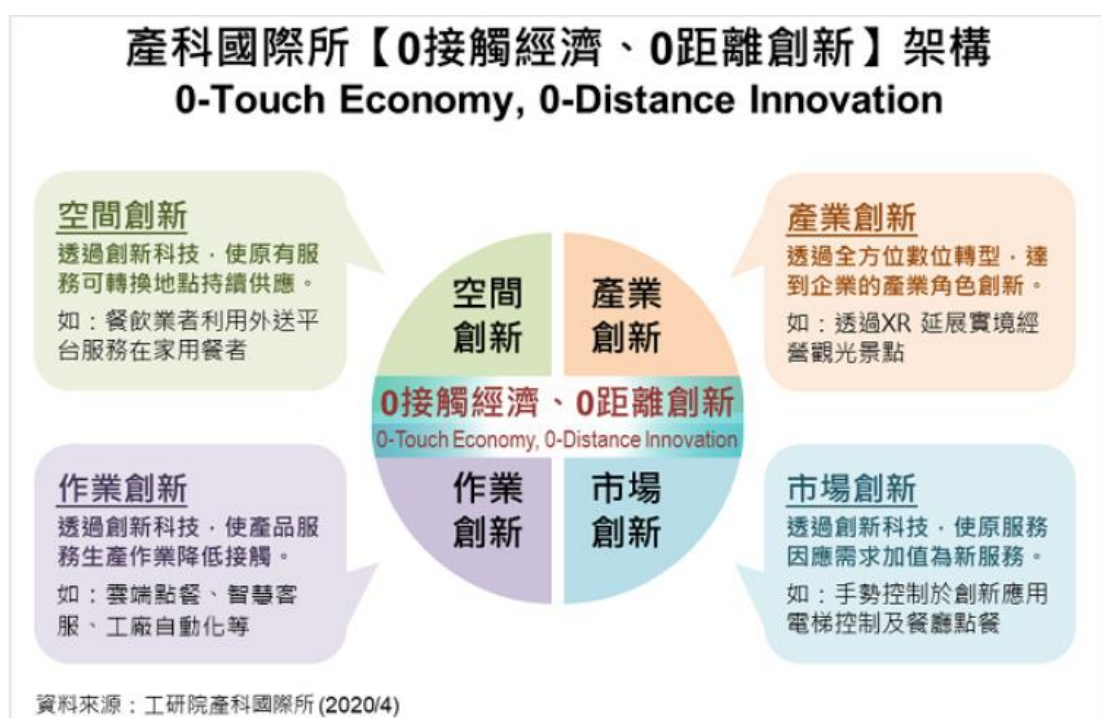 產科國際所【0接觸經濟、0距離創新】架構
0-Touch Economy, 0-Distance Innovation
空間創新
透過創新科技，使原有服
務可轉換地點持續供應。
如：餐飲業者利用外送平
台服務在家用餐者
產業創新
透過全方位數位轉型，達
到企業的產業角色創新。
如：透過XR 延展實境經
營觀光景點
空間
創新
產業
創新
0接觸經濟、0距離創新
0-Touch Economy, 0-Distance Innovation
作業
創新
市場
創新
作業創新
透過創新科技，使產品服
務生產作業降低接觸。
如：雲端點餐、智慧客
服、工廠自動化等
市場創新
透過創新科技，使原服務
因應需求加值為新服務。
如：手勢控制於創新應用
電梯控制及餐廳點餐
資料來源：工研院產科國際所 (2020/4)